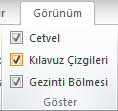 Görünüm
Cetvel
Kılavuz Çizgileri
Gezinti Bölmesi
Göster